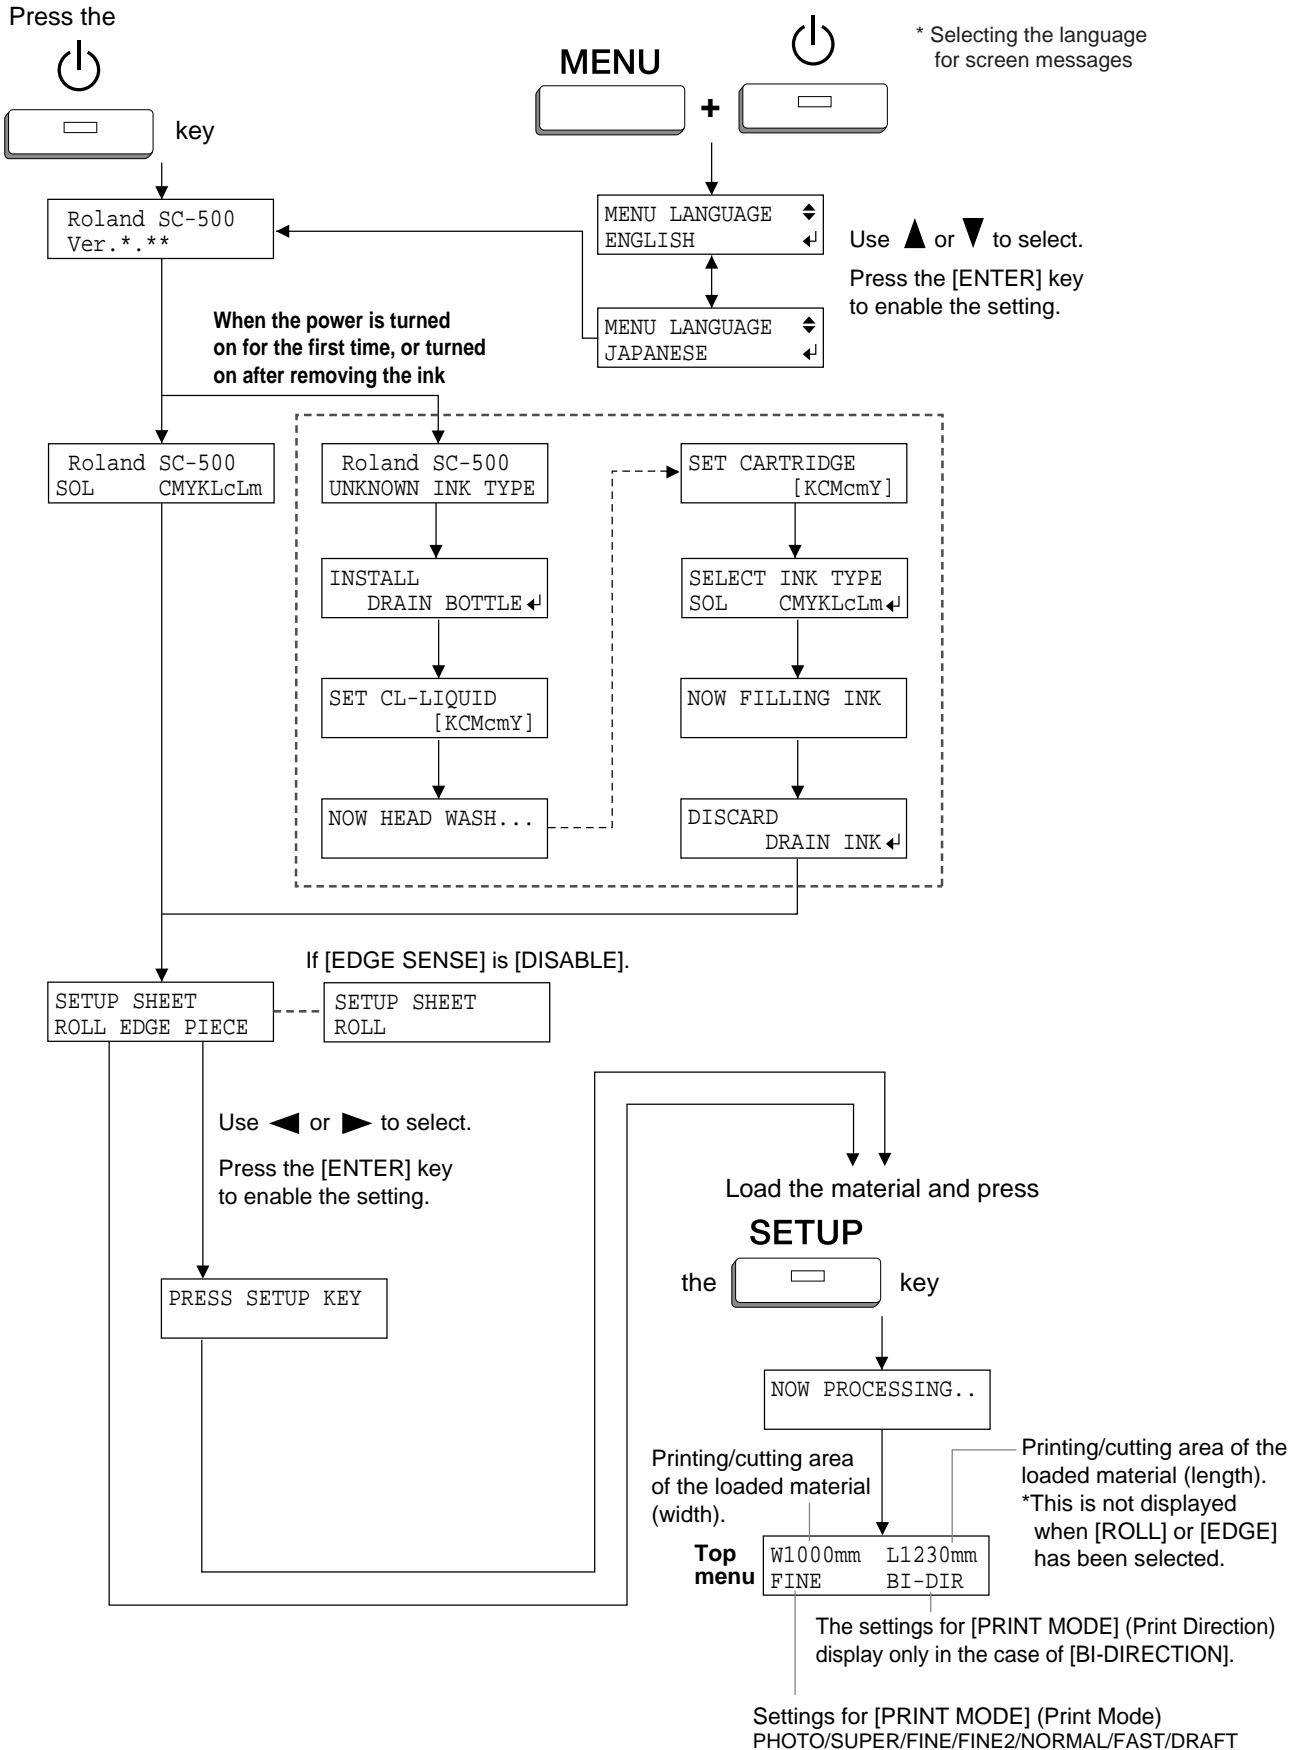 Press the
key
MENU
+
* Selecting the language
for screen messages
Roland SC-500
Ver.*.**
MENU LANGUAGE
ENGLISH
Use or to select.
Press the [ENTER] key
to enable the setting.
MENU LANGUAGE
JAPANESE
When the power is turned
on for the first time, or turned
on after removing the ink
Roland SC-500
SOL CMYKLcLm
Roland SC-500
UNKNOWN INK TYPE
INSTALL
DRAIN BOTTLE
SET CL-LIQUID
[KCMcmY]
NOW HEAD WASH...
SET CARTRIDGE
[KCMcmY]
SELECT INK TYPE
SOL CMYKLcLm
NOW FILLING INK
DISCARD
DRAIN INK
If [EDGE SENSE] is [DISABLE].
SETUP SHEET
ROLL EDGE PIECE
SETUP SHEET
ROLL
Use or to select.
Press the [ENTER] key
to enable the setting.
PRESS SETUP KEY
Load the material and press
SETUP
the key
NOW PROCESSING..
Printing/cutting area
of the loaded material
(width).
Printing/cutting area of the
loaded material (length).
*This is not displayed
when [ROLL] or [EDGE]
has been selected.
Top
menu
W1000mm L1230mm
FINE BI-DIR
The settings for [PRINT MODE] (Print Direction)
display only in the case of [BI-DIRECTION].
Settings for [PRINT MODE] (Print Mode)
PHOTO/SUPER/FINE/FINE2/NORMAL/FAST/DRAFT